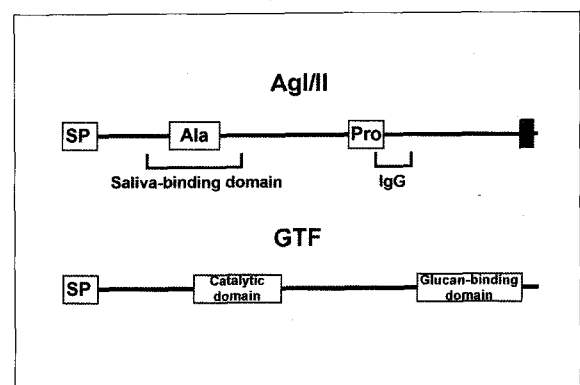 AgI/II
SP Ala Pro
Saliva-binding domain IgG
GTF
SP Catalytic domain Glucan-binding domain